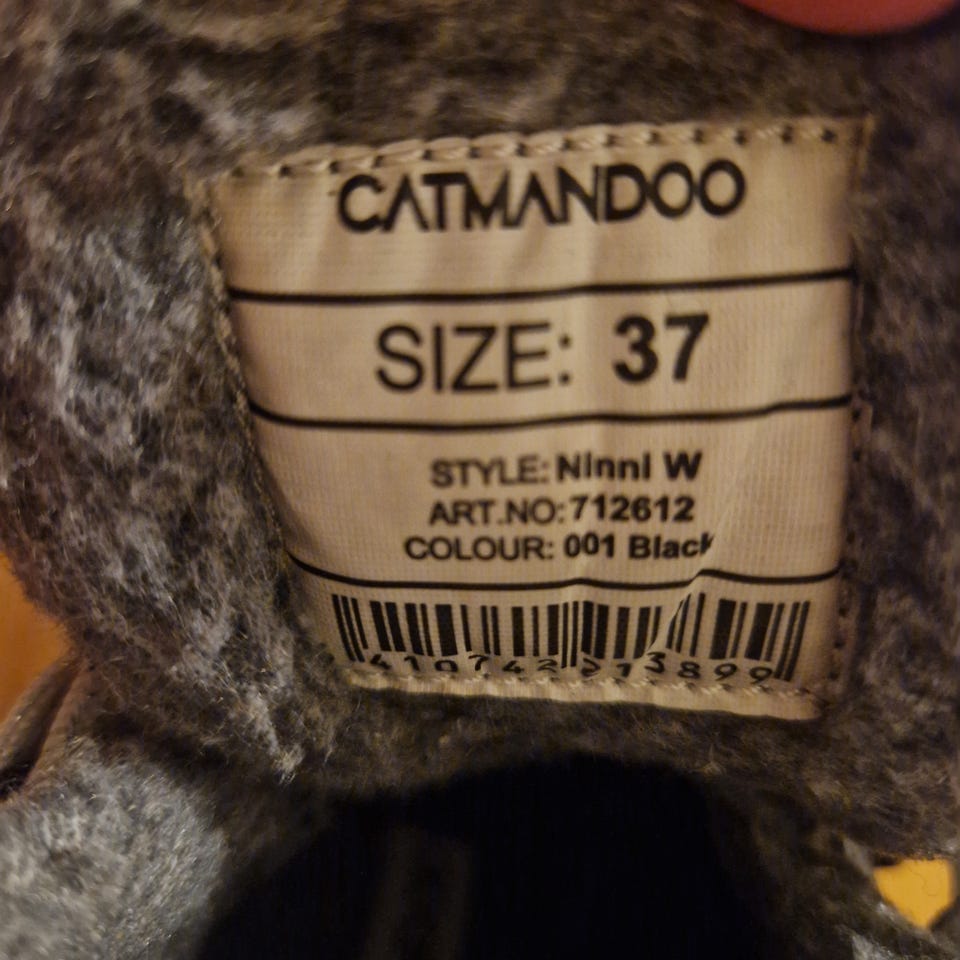 CATMANDOO
SIZE: 37
STYLE: Ninni W
ART.NO: 712612
COLOUR: 001 Black